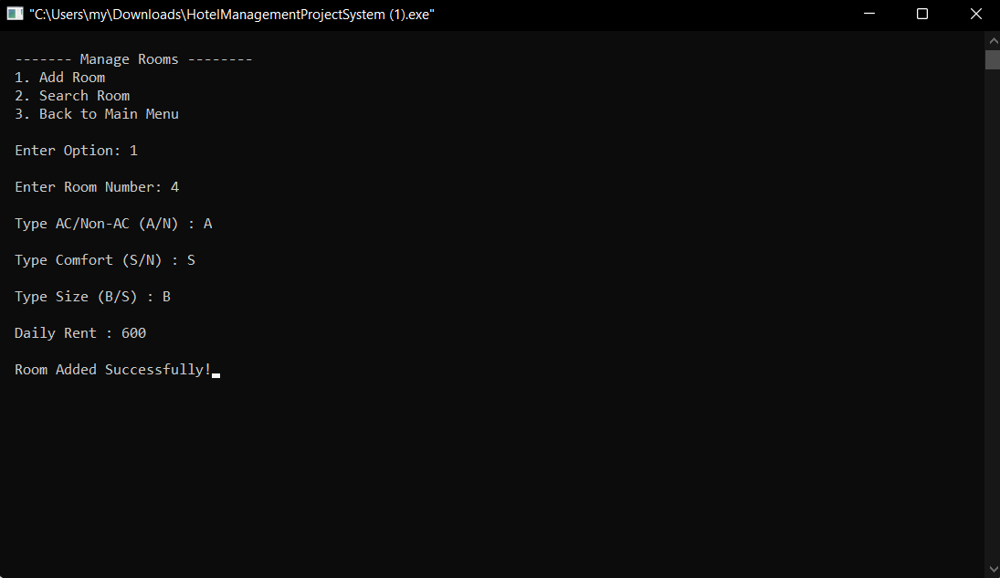 "C:\Users\my\Downloads\HotelManagementProjectSystem (1).exe"
------- Manage Rooms --------
1. Add Room
2. Search Room
3. Back to Main Menu
Enter Option: 1
Enter Room Number: 4
Type AC/Non-AC (A/N) : A
Type Comfort (S/N) : S
Type Size (B/S) : B
Daily Rent : 600
Room Added Successfully!